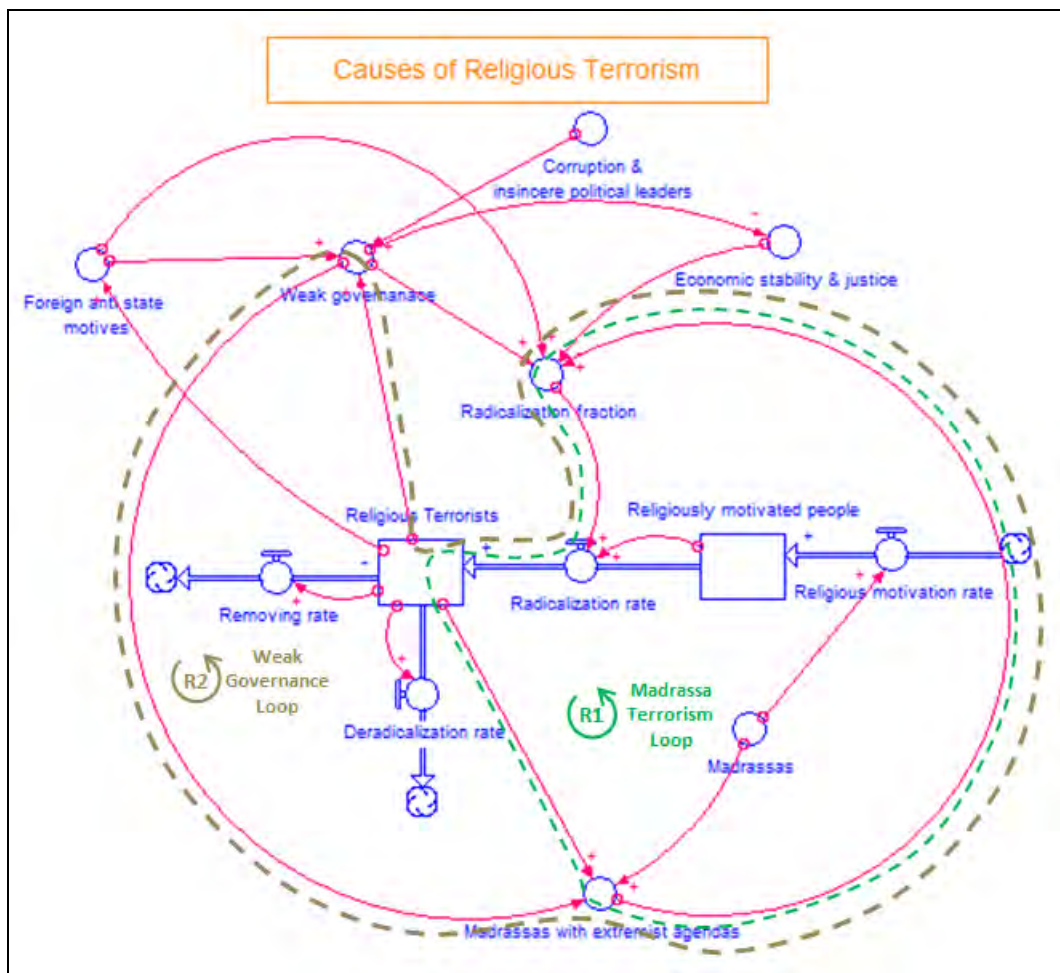 Causes of Religious Terrorism
Corruption &
insincere political leaders
-
Economic stability & justice
+
+
Weak governanace
Foreign anti state
motives
+
+
+
+
Radicalization fraction
Religious Terrorists
Religiously motivated people
+
-
+
+
+
+
Removing rate
Radicalization rate
Religious motivation rate
+
+
R2
Weak
Governance
Loop
+
Deradicalization rate
R1
Madrassa
Terrorism
Loop
Madrassas
+
+
+
Madrassas with extremist agendas